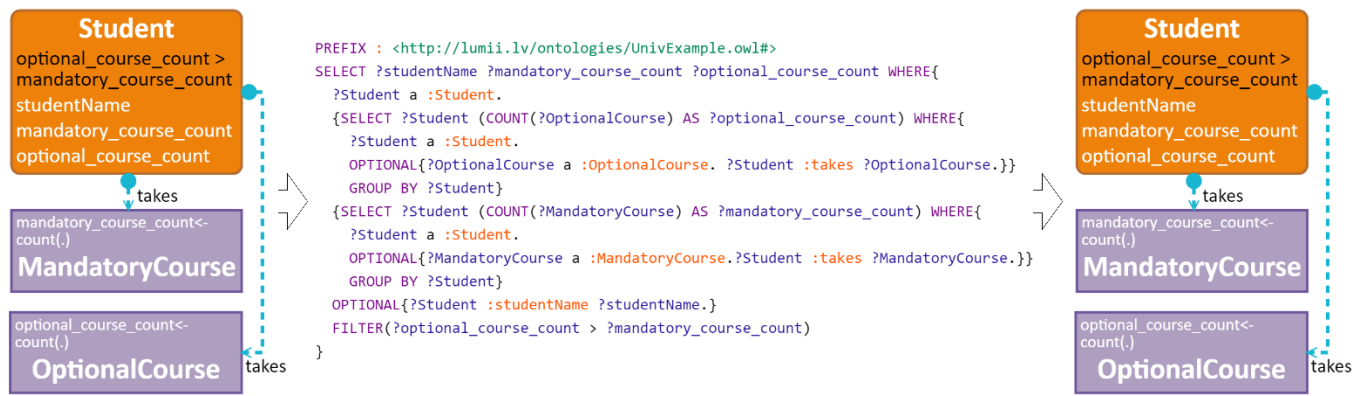 Student
optional_course_count >
mandatory_course_count
studentName
mandatory_course_count
optional_course_count
takes
mandatory_course_count<-
count(.)
MandatoryCourse
optional_course_count<-
count(.)
OptionalCourse
takes
PREFIX : <http://lumii.lv/ontologies/UnivExample.owl#>
SELECT ?studentName ?mandatory_course_count ?optional_course_count WHERE{
?Student a :Student.
{SELECT ?Student (COUNT(?OptionalCourse) AS ?optional_course_count) WHERE{
?Student a :Student.
OPTIONAL{?OptionalCourse a :OptionalCourse. ?Student :takes ?OptionalCourse.}}
GROUP BY ?Student}
{SELECT ?Student (COUNT(?MandatoryCourse) AS ?mandatory_course_count) WHERE{
?Student a :Student.
OPTIONAL{?MandatoryCourse a :MandatoryCourse.?Student :takes ?MandatoryCourse.}}
GROUP BY ?Student}
OPTIONAL{?Student :studentName ?studentName.}
FILTER(?optional_course_count > ?mandatory_course_count)
}
Student
optional_course_count >
mandatory_course_count
studentName
mandatory_course_count
optional_course_count
takes
mandatory_course_count<-
count(.)
MandatoryCourse
optional_course_count<-
count(.)
OptionalCourse
takes